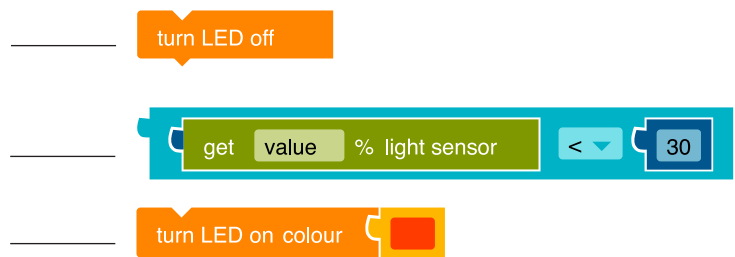 turn LED off
get value % light sensor < 30
turn LED on colour